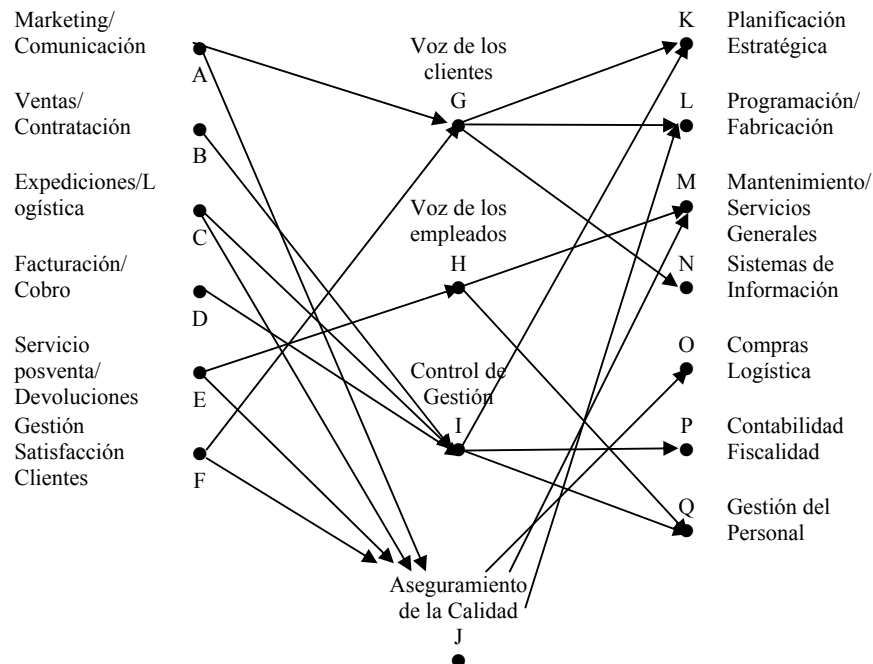 Marketing/
Comunicación
A
Ventas/
Contratación
B
Expediciones/L
ogística
C
Facturación/
Cobro
D
Servicio
posventa/
Devoluciones
E
Gestión
Satisfacción
Clientes
F
Voz de los
clientes
G
Voz de los
empleados
H
Control de
Gestión
I
Aseguramiento
de la Calidad
J
K
Planificación
Estratégica
L
Programación/
Fabricación
M
Mantenimiento/
Servicios
Generales
N
Sistemas de
Información
O
Compras
Logística
P
Contabilidad
Fiscalidad
Q
Gestión del
Personal